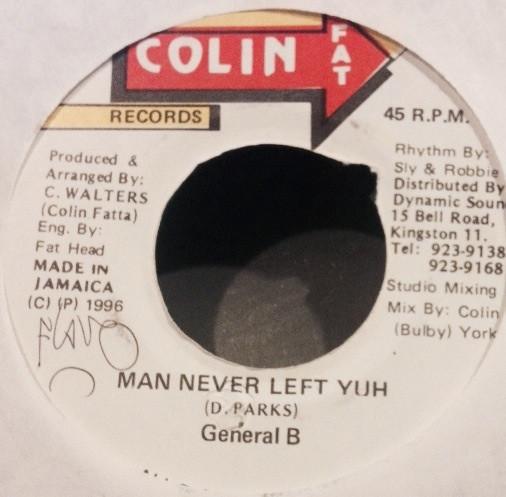 COLIN
FAT
RECORDS
45 R.P.M.
Produced &
Arranged By:
C. WALTERS
(Colin Fatta)
Eng. By:
Fat Head
MADE IN
JAMAICA
(C) (P) 1996
Rhythm By:
Sly & Robbie
Distributed By
Dynamic Soun
15 Bell Road,
Kingston 11.
Tel: 923-9138
923-9168
Studio Mixing
Mix By: Colin
(Bulby) York
MAN NEVER LEFT YUH
(D. PARKS)
General B